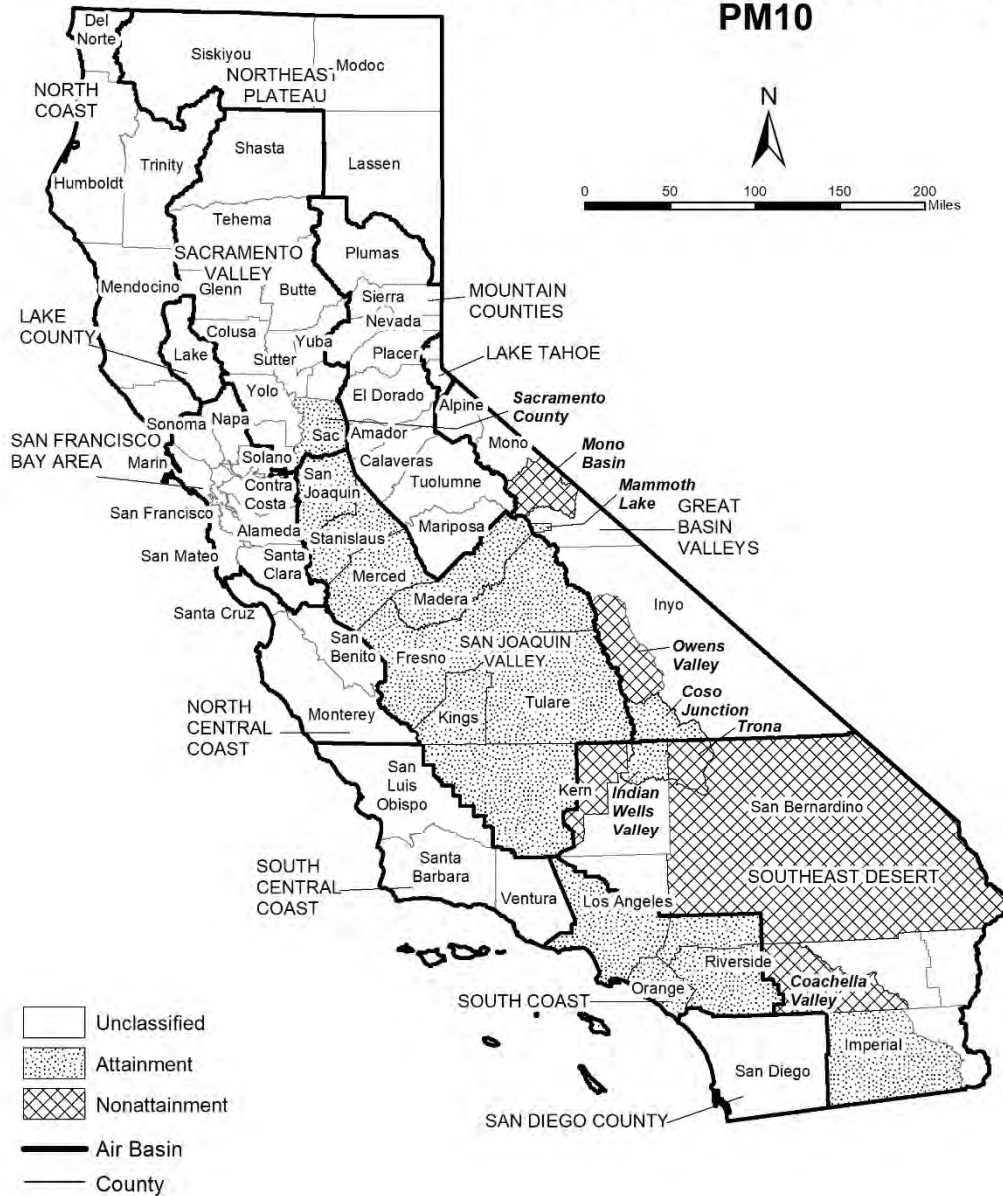 PM10
N
0 50 100 150 200
Miles
Del
Norte
Siskiyou
Modoc
NORTHEAST
PLATEAU
NORTH
COAST
Shasta
Trinity
Lassen
Humboldt
Tehema
Plumas
SACRAMENTO
VALLEY
Mendocino
Glenn
Butte
Sierra
MOUNTAIN
COUNTIES
Nevada
LAKE
COUNTY
Colusa
Yuba
Lake
Sutter
Placer
LAKE TAHOE
Yolo
El Dorado
Alpine
Sacramento
County
Sonoma
Napa
Sac
Amador
Mono
SAN FRANCISCO
BAY AREA
Marin
Solano
Calaveras
Mono
Basin
San
Joaquin
Contra
Costa
Tuolumne
Mammoth
Lake
GREAT
BASIN
VALLEYS
San Francisco
Alameda
Stanislaus
Mariposa
San Mateo
Santa
Clara
Merced
Madera
Inyo
Santa Cruz
San
Benito
Fresno
SAN JOAQUIN
VALLEY
Owens
Valley
Coso
Junction
Tulare
NORTH
CENTRAL
COAST
Monterey
Kings
Trona
San
Luis
Obispo
Kern
Indian
Wells
Valley
San Bernardino
SOUTH
CENTRAL
COAST
Santa
Barbara
Ventura
Los Angeles
SOUTHEAST DESERT
Riverside
Coachella
Valley
SOUTH COAST
Orange
Imperial
San Diego
SAN DIEGO COUNTY
Unclassified
Attainment
Nonattainment
Air Basin
County